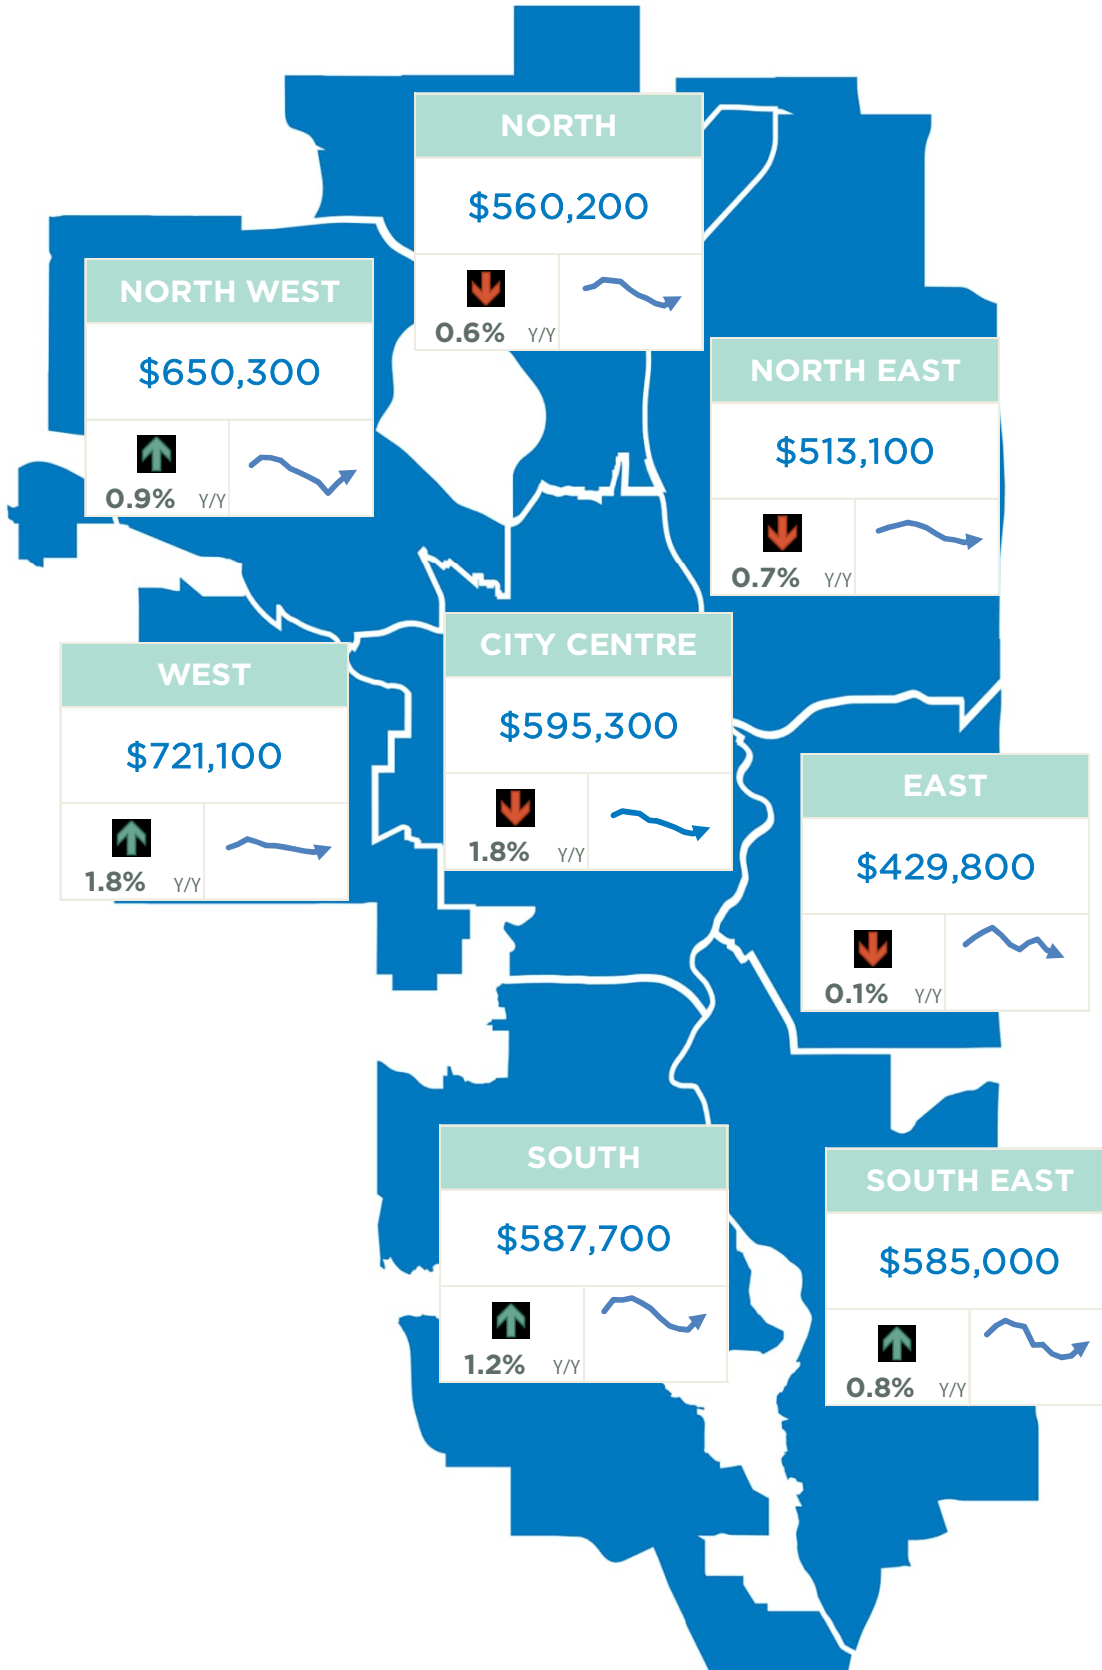 NORTH
$560,200
0.6% Y/Y
NORTH WEST
$650,300
0.9% Y/Y
NORTH EAST
$513,100
0.7% Y/Y
CITY CENTRE
$595,300
1.8% Y/Y
WEST
$721,100
1.8% Y/Y
EAST
$429,800
0.1% Y/Y
SOUTH
$587,700
1.2% Y/Y
SOUTH EAST
$585,000
0.8% Y/Y